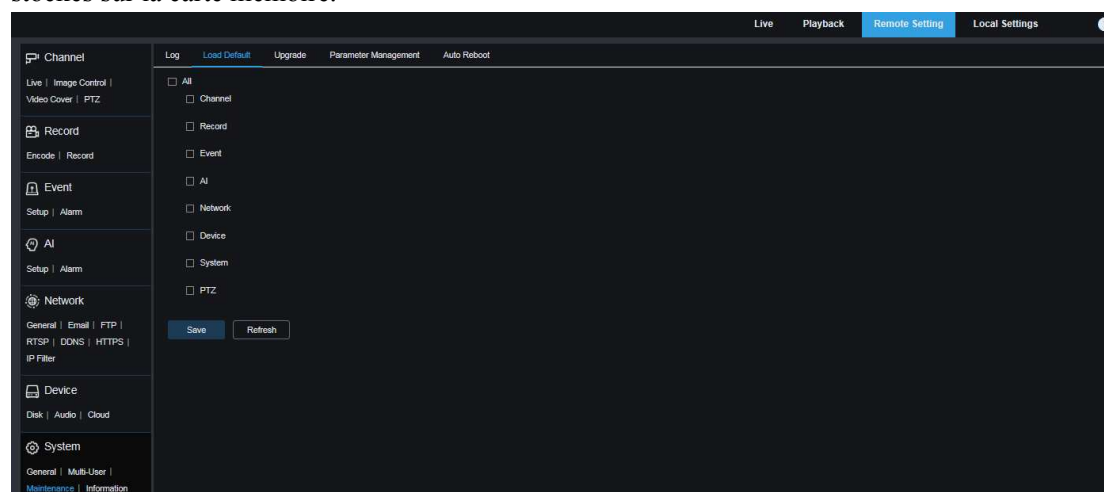 stockés sur la carte mémoire.
Live Playback Remote Setting Local Settings
Channel
Live | Image Control |
Video Cover | PTZ
Record
Encode | Record
Event
Setup | Alarm
AI
Setup | Alarm
Network
General | Email | FTP |
RTSP | DDNS | HTTPS |
IP Filter
Device
Disk | Audio | Cloud
System
General | Multi-User |
Maintenance | Information
Log Load Default Upgrade Parameter Management Auto Reboot
All
Channel
Record
Event
AI
Network
Device
System
PTZ
Save Refresh